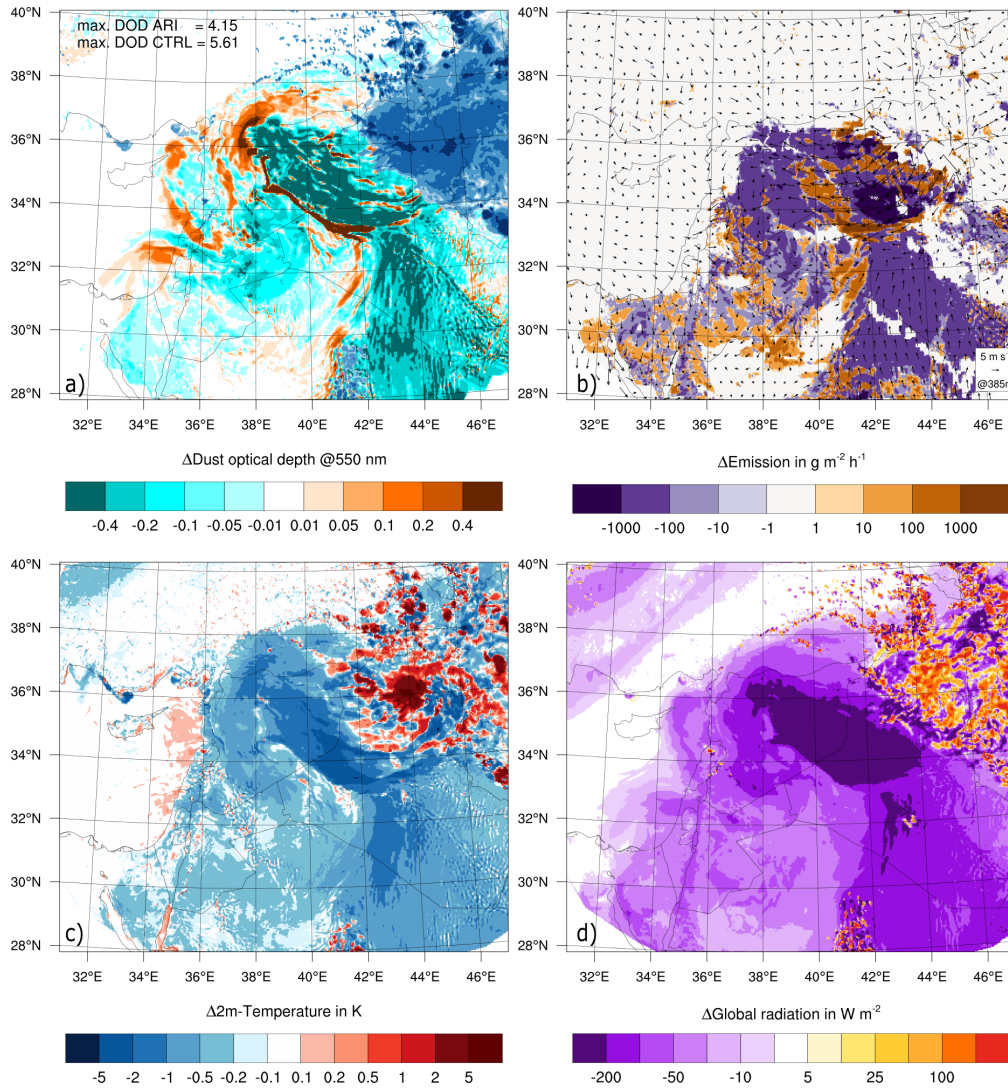 max. DOD ARI = 4.15
max. DOD CTRL = 5.61
40°N
38°N
36°N
34°N
32°N
30°N
28°N
a)
32°E 34°E 36°E 38°E 40°E 42°E 44°E 46°E
ΔDust optical depth @550 nm
-0.4 -0.2 -0.1 -0.05 -0.01 0.01 0.05 0.1 0.2 0.4
40°N
38°N
36°N
34°N
32°N
30°N
28°N
b)
5 m s
32°E 34°E 36°E 38°E 40°E 42°E 44°E 46°E
ΔEmission in g m⁻² h⁻¹
-1000 -100 -10 -1 1 10 100 1000
40°N
38°N
36°N
34°N
32°N
30°N
28°N
c)
32°E 34°E 36°E 38°E 40°E 42°E 44°E 46°E
Δ2m-Temperature in K
-5 -2 -1 -0.5 -0.2 -0.1 0.1 0.2 0.5 1 2 5
40°N
38°N
36°N
34°N
32°N
30°N
28°N
d)
32°E 34°E 36°E 38°E 40°E 42°E 44°E 46°E
ΔGlobal radiation in W m⁻²
-200 -50 -10 5 25 100